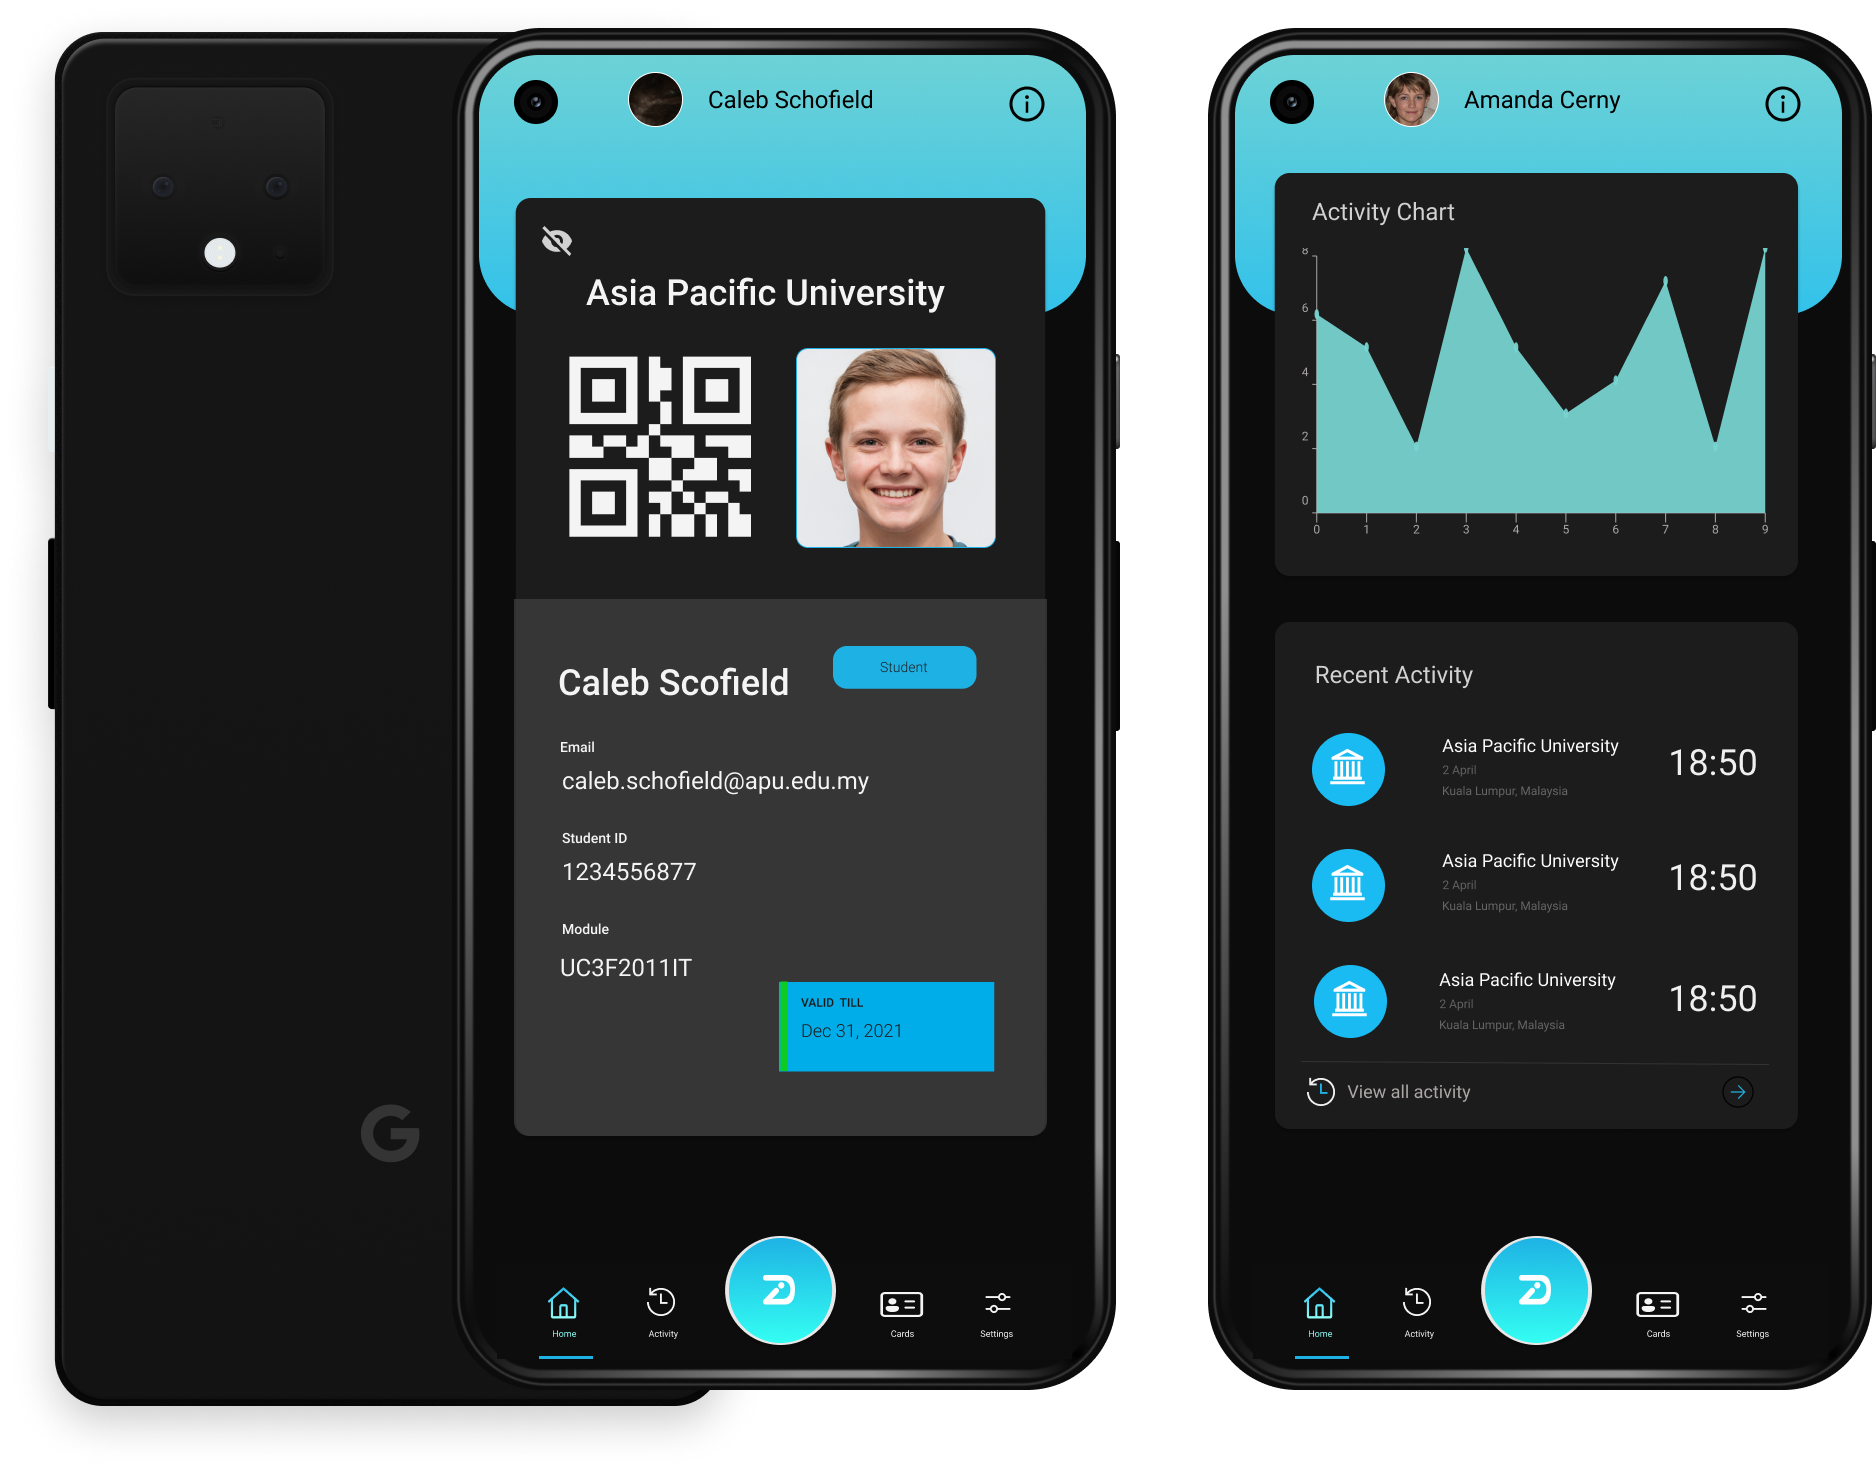 Caleb Schofield
Asia Pacific University
Caleb Scofield
Student
Email
caleb.schofield@apu.edu.my
Student ID
1234556877
Module
UC3F2011IT
VALID TILL
Dec 31, 2021
Home
Activity
Cards
Settings
G
Amanda Cerny
Activity Chart
8
6
4
2
0
0 1 2 3 4 5 6 7 8 9
Recent Activity
Asia Pacific University
2 April
Kuala Lumpur, Malaysia
18:50
Asia Pacific University
2 April
Kuala Lumpur, Malaysia
18:50
Asia Pacific University
2 April
Kuala Lumpur, Malaysia
18:50
View all activity
Home
Activity
Cards
Settings